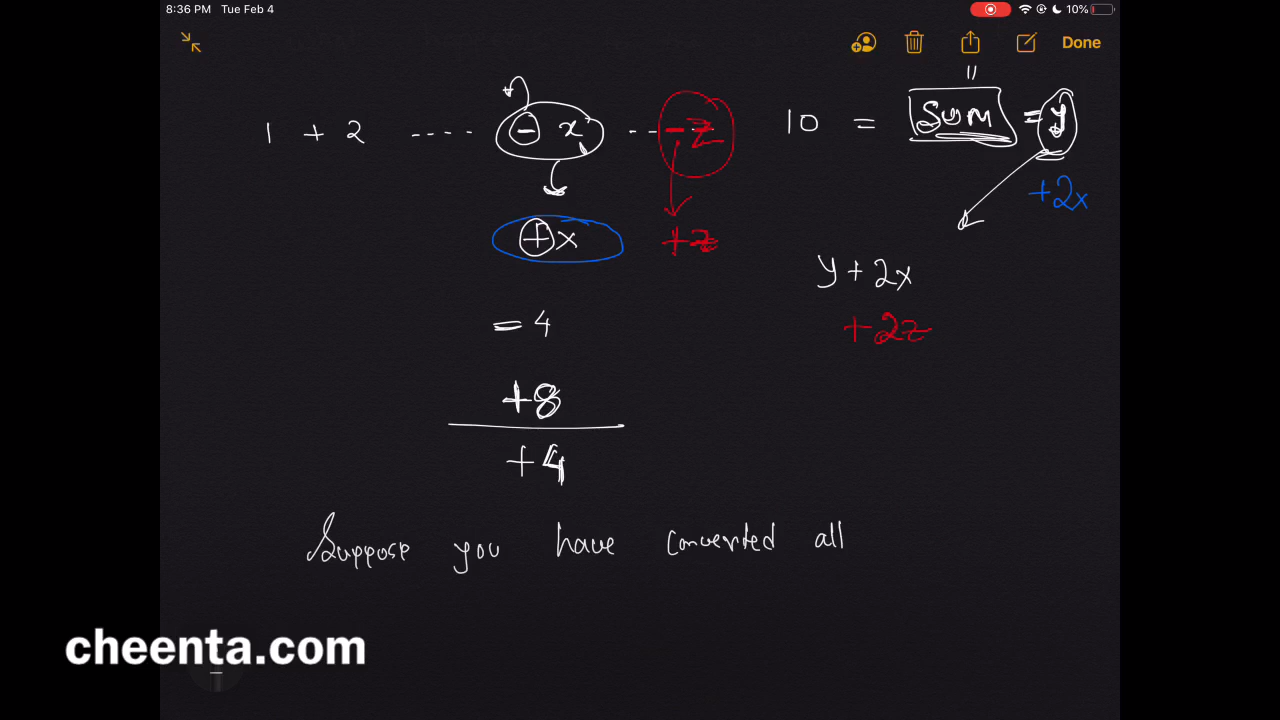 8:36 PM Tue Feb 4
10%
Done
1 + 2 ---- - x --- - z 10 = SUM = y
+2x
+x +z
y + 2x
= 4
+2z
+8
+4
Suppose you have converted all
cheenta.com